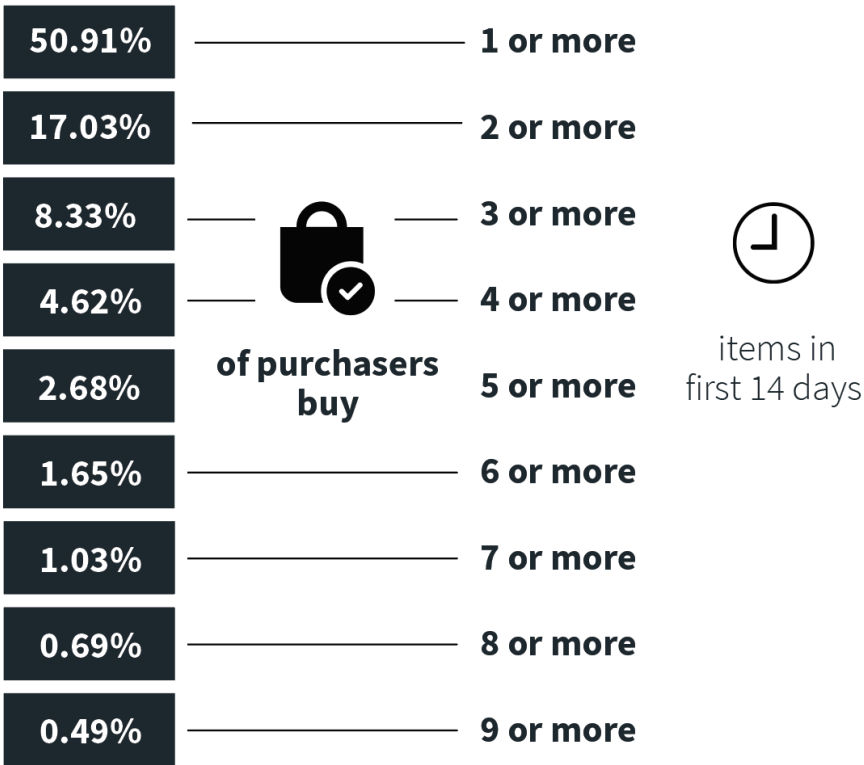 50.91% 1 or more
17.03% 2 or more
8.33% 3 or more
4.62% 4 or more
of purchasers
buy
2.68% 5 or more
1.65% 6 or more
1.03% 7 or more
0.69% 8 or more
0.49% 9 or more
items in
first 14 days